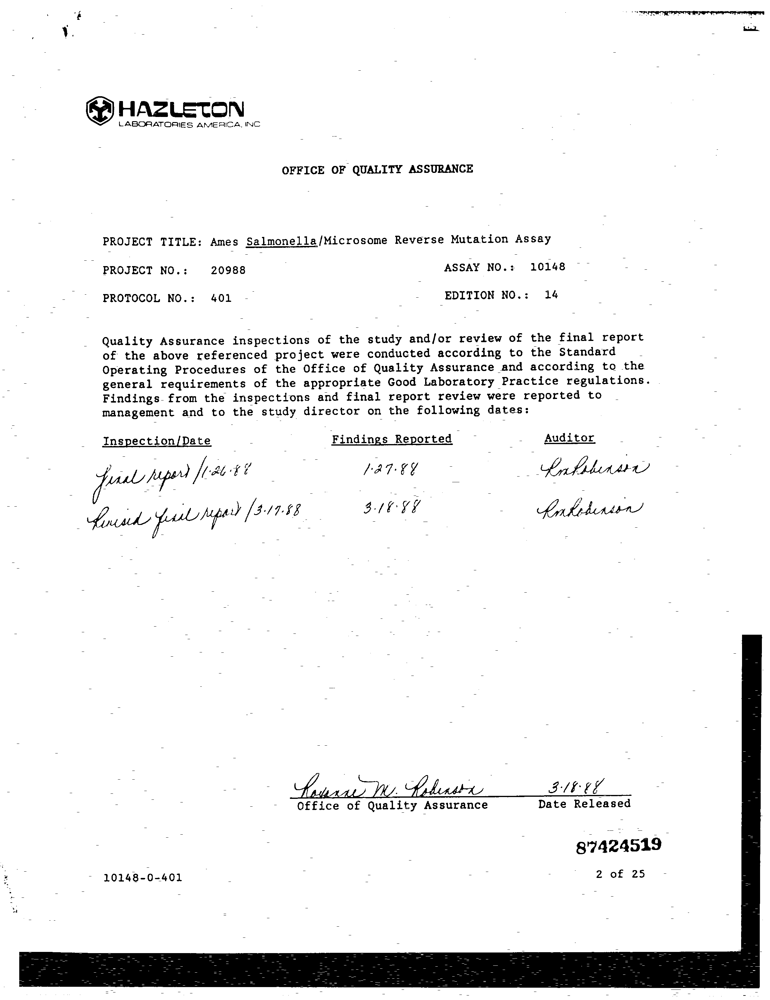 HAZLETON
LABORATORIES AMERICA, INC
OFFICE OF QUALITY ASSURANCE
PROJECT TITLE: Ames Salmonella/Microsome Reverse Mutation Assay
PROJECT NO.: 20988 ASSAY NO.: 10148
PROTOCOL NO.: 401 EDITION NO.: 14
Quality Assurance inspections of the study and/or review of the final report
of the above referenced project were conducted according to the Standard
Operating Procedures of the Office of Quality Assurance and according to the
general requirements of the appropriate Good Laboratory Practice regulations.
Findings from the inspections and final report review were reported to
management and to the study director on the following dates:
Inspection/Date Findings Reported Auditor
final report/1-26-88 1-27-88 RmRobinson
Revised final report/3-17-88 3-18-88 RmRobinson
Roxanne M. Robinson 3-18-88
Office of Quality Assurance Date Released
87424519
10148-0-401 2 of 25